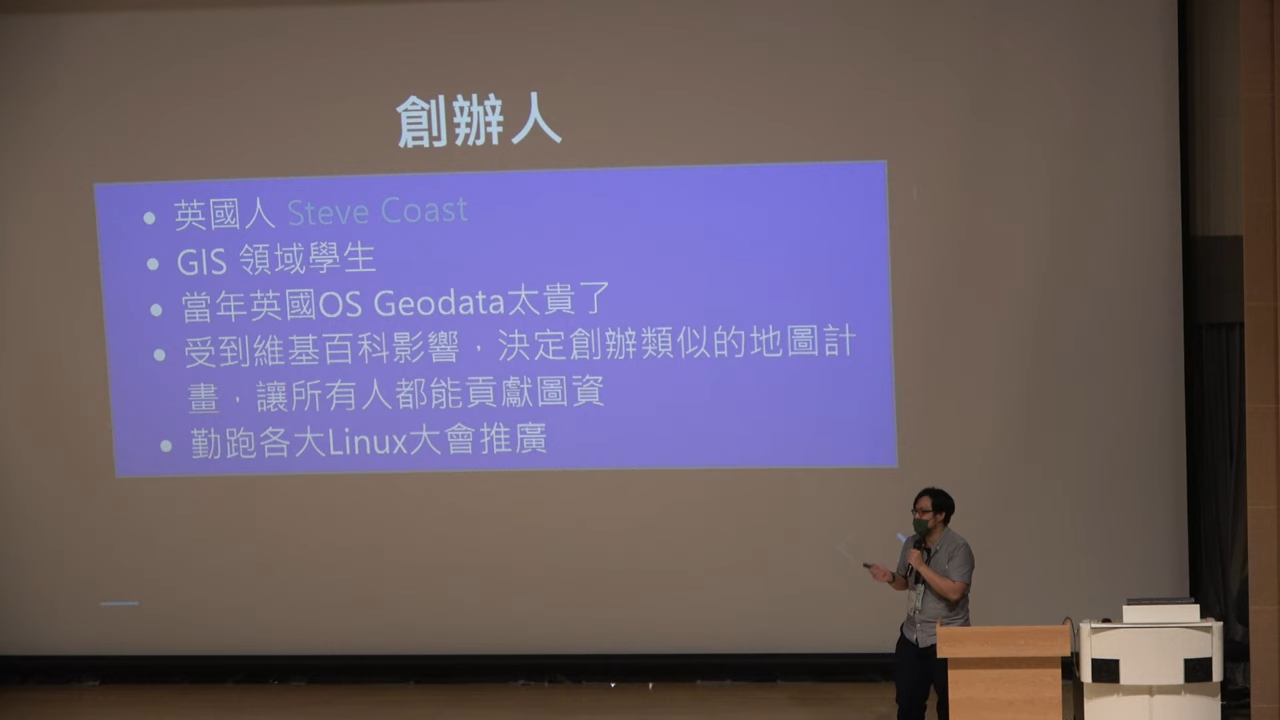 創辦人
• 英國人 Steve Coast
• GIS 領域學生
• 當年英國OS Geodata太貴了
• 受到維基百科影響，決定創辦類似的地圖計
畫，讓所有人都能貢獻圖資
• 勤跑各大Linux大會推廣